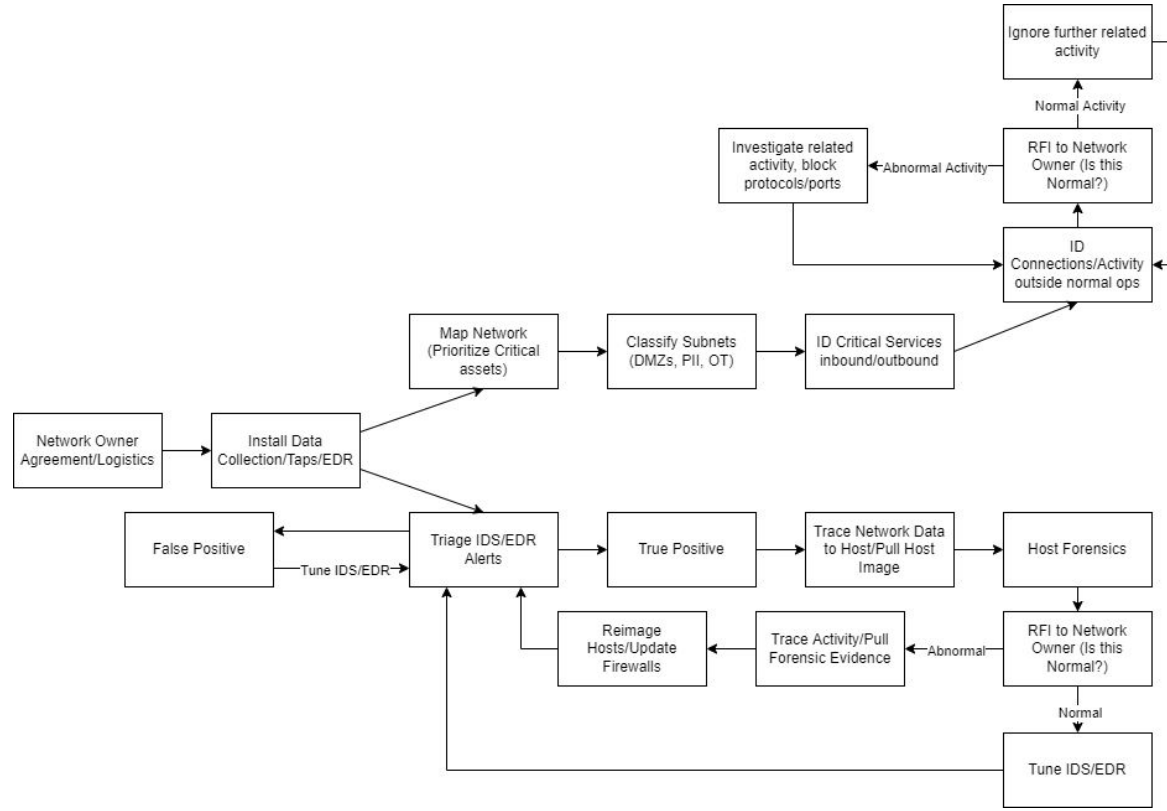 Ignore further related
activity
Normal Activity
Investigate related
activity, block
protocols/ports
Abnormal Activity
RFI to Network
Owner (Is this
Normal?)
ID
Connections/Activity
outside normal ops
Map Network
(Prioritize Critical
assets)
Classify Subnets
(DMZs, PII, OT)
ID Critical Services
inbound/outbound
Network Owner
Agreement/Logistics
Install Data
Collection/Taps/EDR
False Positive
Tune IDS/EDR
Triage IDS/EDR
Alerts
True Positive
Trace Network Data
to Host/Pull Host
Image
Host Forensics
Reimage
Hosts/Update
Firewalls
Trace Activity/Pull
Forensic Evidence
Abnormal
RFI to Network
Owner (Is this
Normal?)
Normal
Tune IDS/EDR